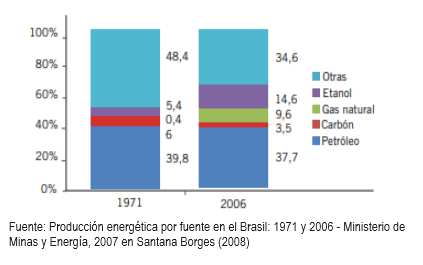 100%
80%
60%
40%
20%
0%
48,4
5,4
0,4
6
39,8
34,6
14,6
9,6
3,5
37,7
1971
2006
Otras
Etanol
Gas natural
Carbón
Petróleo
Fuente: Producción energética por fuente en el Brasil: 1971 y 2006 - Ministerio de
Minas y Energía, 2007 en Santana Borges (2008)